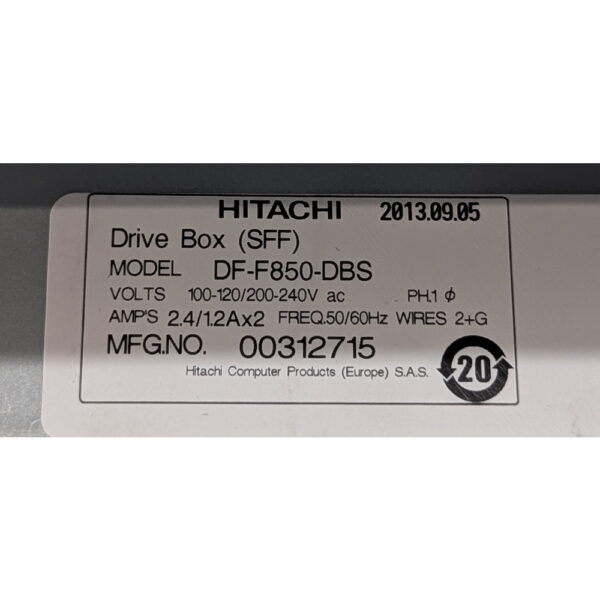 HITACHI 2013.09.05
Drive Box (SFF)
MODEL DF-F850-DBS
VOLTS 100-120/200-240V ac PH.1 ϕ
AMP'S 2.4/1.2Ax2 FREQ.50/60Hz WIRES 2+G
MFG.NO. 00312715
Hitachi Computer Products (Europe) S.A.S.
20